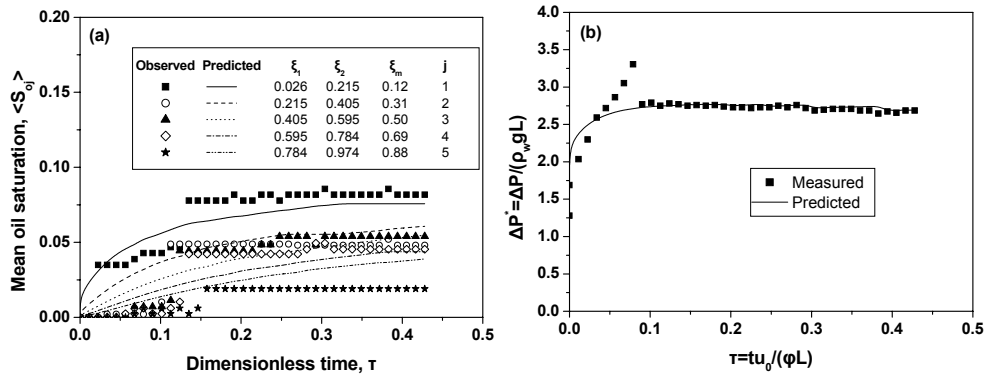 (a)
Observed Predicted ξ₁ ξ₂ ξₘ j
0.026 0.215 0.12 1
0.215 0.405 0.31 2
0.405 0.595 0.50 3
0.595 0.784 0.69 4
0.784 0.974 0.88 5
Mean oil saturation, <S_oj>
0.20
0.15
0.10
0.05
0.00
0.0 0.1 0.2 0.3 0.4 0.5
Dimensionless time, τ
(b)
ΔP*=ΔP/(ρ_wgL)
4.0
3.5
3.0
2.5
2.0
1.5
1.0
0.5
0.0
Measured
Predicted
0.0 0.1 0.2 0.3 0.4 0.5
τ=tu₀/(φL)